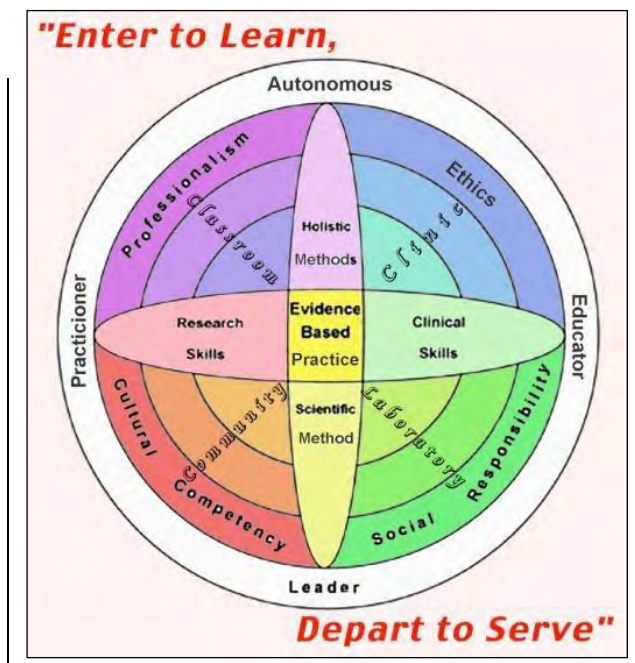 "Enter to Learn,
Autonomous
Professionalism
Ethics
Classroom
Clinic
Holistic
Methods
Practicioner
Educator
Research
Skills
Evidence
Based
Practice
Clinical
Skills
Scientific
Method
Community
Laboratory
Cultural
Competency
Social
Responsibility
Leader
Depart to Serve"